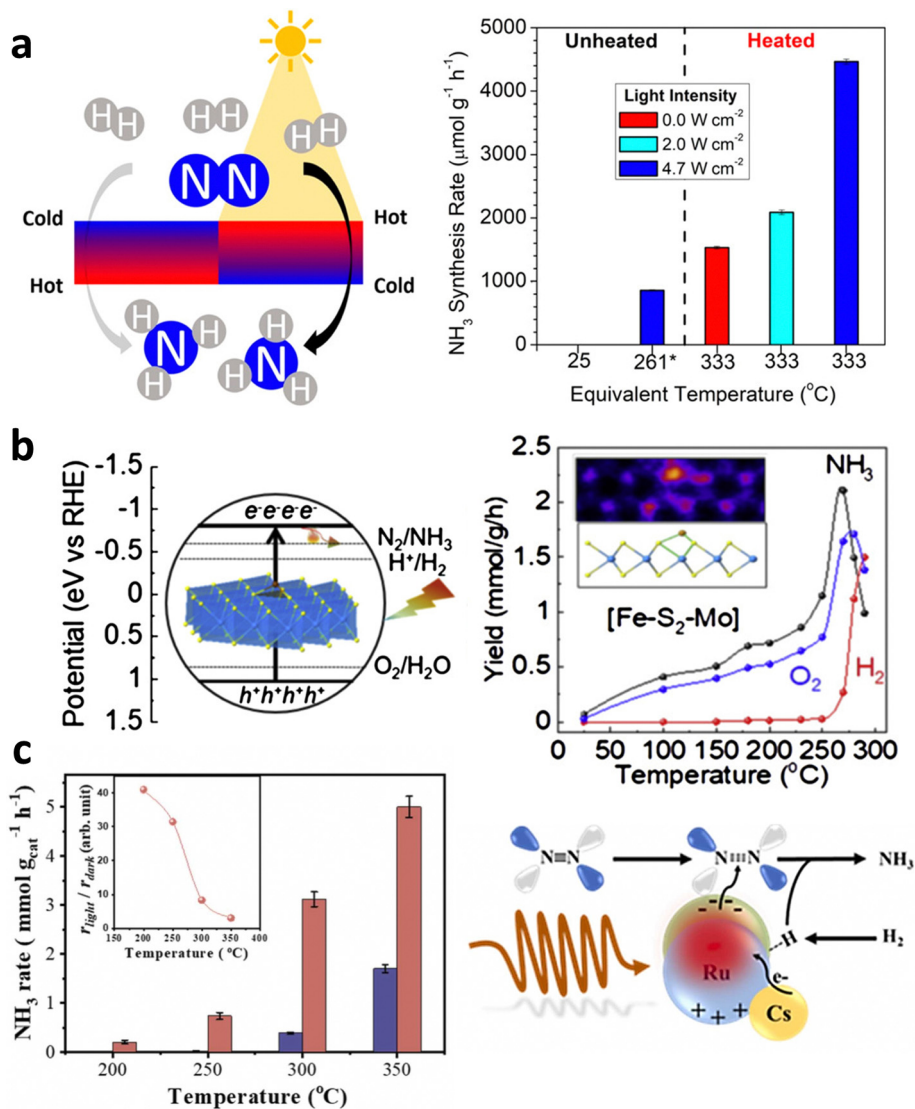 a
H H
H H
H H
N N
Cold
Hot
Hot
Cold
H N H
H
H
H N H
Unheated
Heated
Light Intensity
0.0 W cm⁻²
2.0 W cm⁻²
4.7 W cm⁻²
NH₃ Synthesis Rate (μmol g⁻¹ h⁻¹)
5000
4000
3000
2000
1000
0
25 261* 333 333 333
Equivalent Temperature (°C)
b
Potential (eV vs RHE)
-1.5
-1
-0.5
0
0.5
1
1.5
e⁻e⁻e⁻e⁻
N₂/NH₃
H⁺/H₂
O₂/H₂O
h⁺h⁺h⁺h⁺
Yield (mmol/g/h)
2.5
2
1.5
1
0.5
0
NH₃
[Fe-S₂-Mo]
O₂
H₂
0 50 100 150 200 250 300
Temperature (°C)
c
NH₃ rate ( mmol g_cat⁻¹ h⁻¹)
5
4
3
2
1
0
200 250 300 350
Temperature (°C)
r_light / r_dark (arb. unit)
40
20
0
150 200 250 300 350 400
Temperature (°C)
N≡N
N N
NH₃
- - - -
H
H₂
Ru
e-
Cs
+ + +